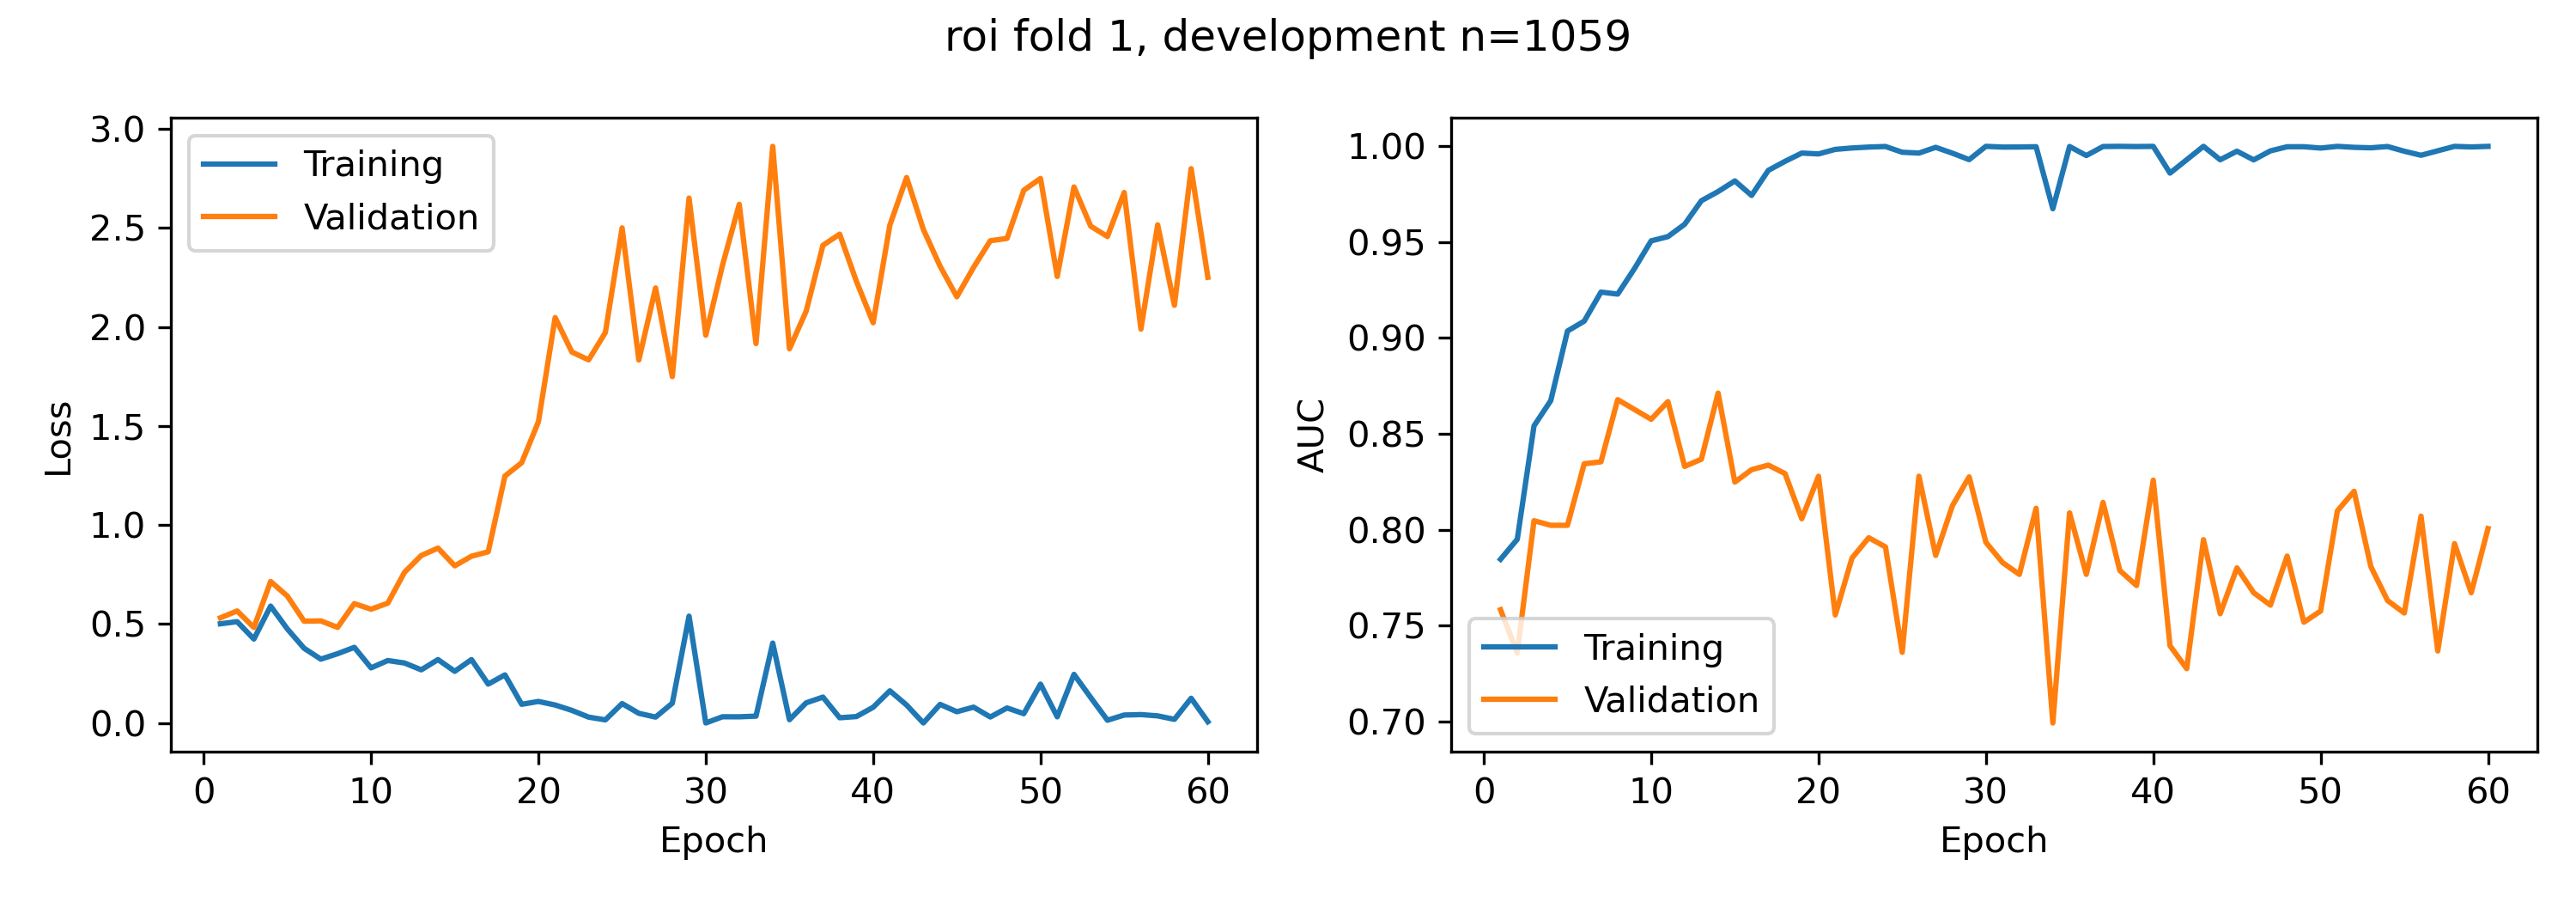 roi fold 1, development n=1059
3.0
2.5
2.0
1.5
1.0
0.5
0.0
Loss
Training
Validation
0 10 20 30 40 50 60
Epoch
1.00
0.95
0.90
0.85
0.80
0.75
0.70
AUC
Training
Validation
0 10 20 30 40 50 60
Epoch